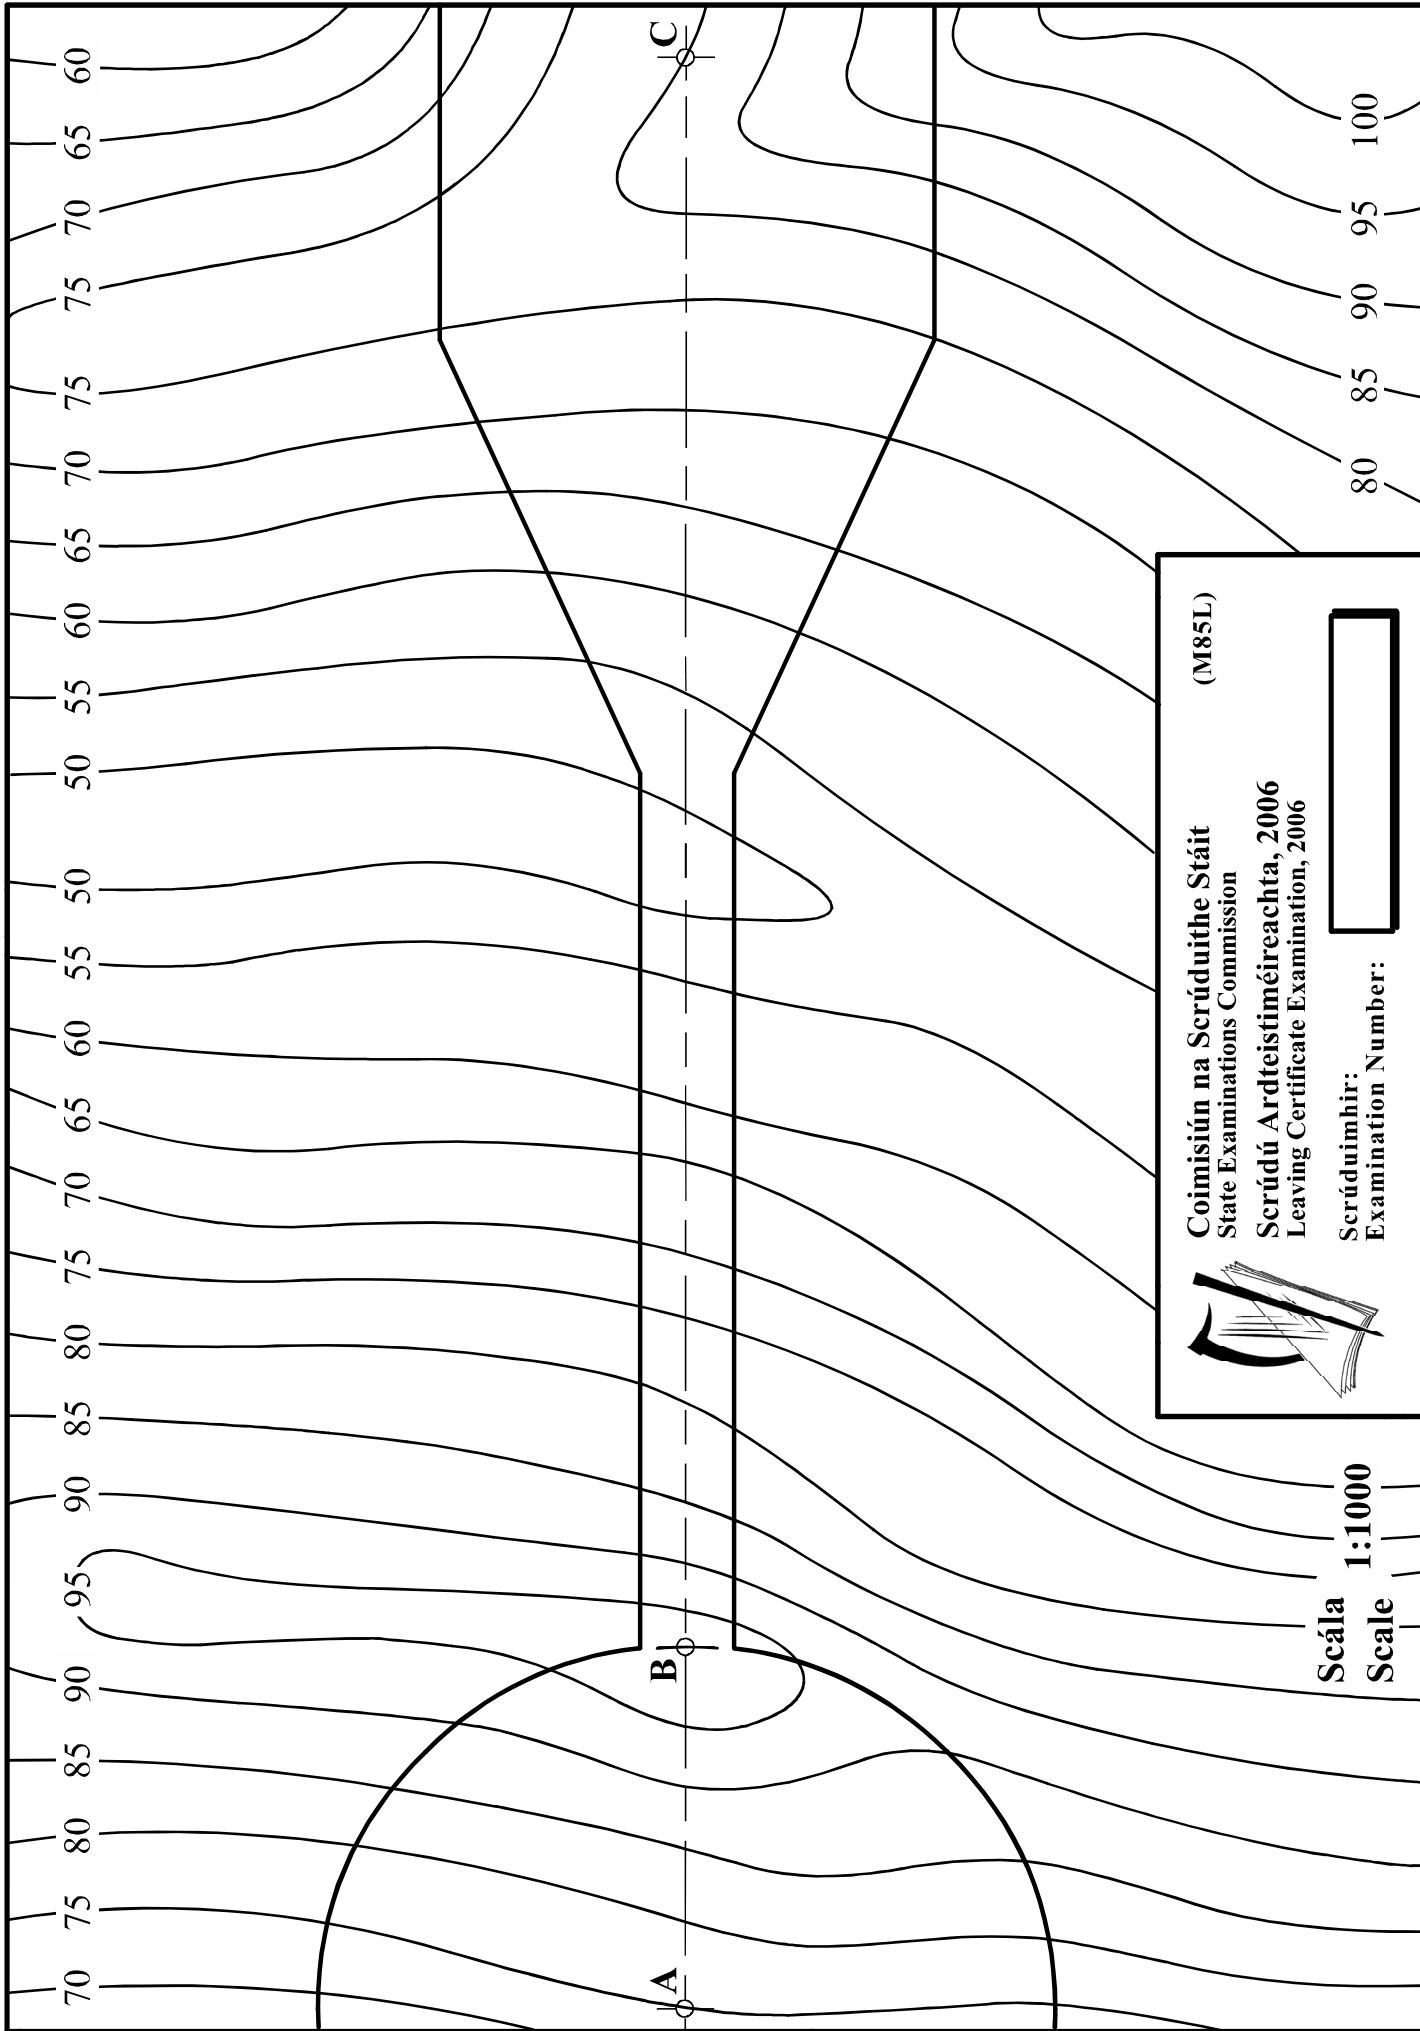 60
65
70
75
75
70
65
60
55
50
50
55
60
65
70
75
80
85
90
95
90
85
80
75
70
C
B
A
100
95
90
85
80
(M85L)
Coimisiún na Scrúduithe Stáit
State Examinations Commission
Scrúdú Ardteistiméireachta, 2006
Leaving Certificate Examination, 2006
Scrúduimhir:
Examination Number:
Scála
Scale
1:1000